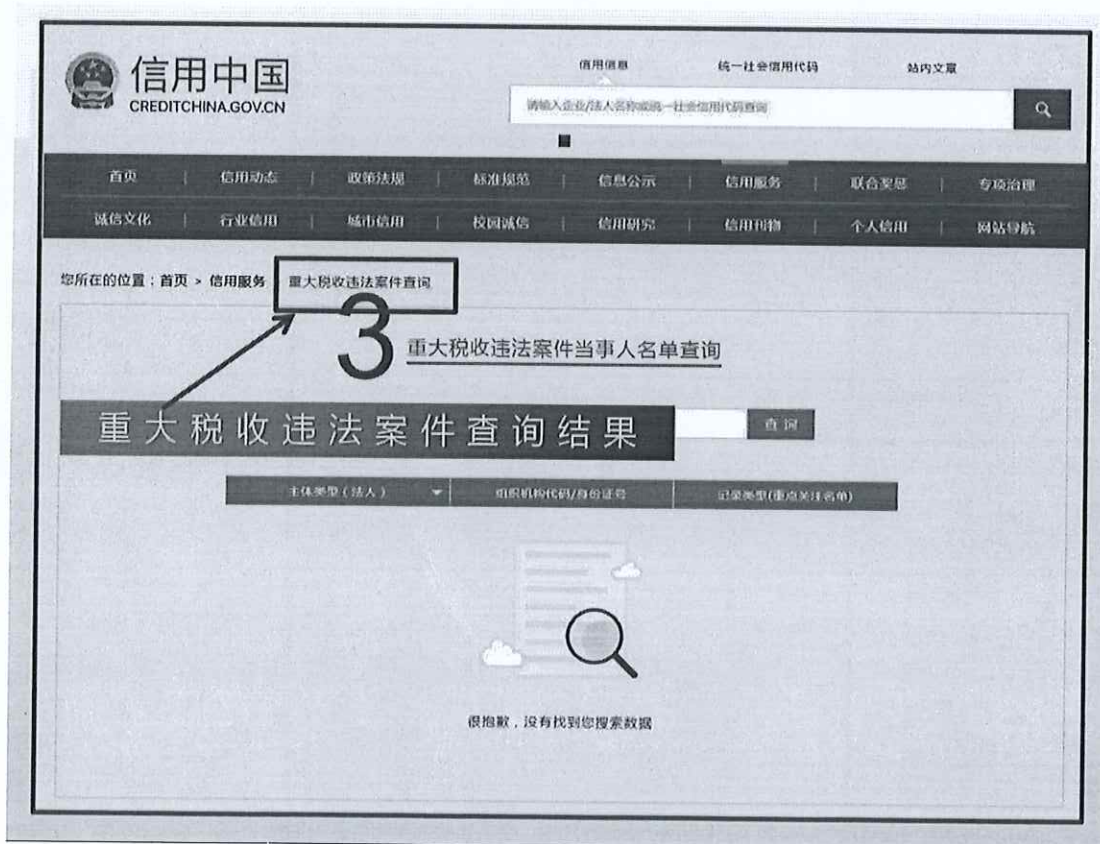 信用中国
CREDITCHINA.GOV.CN
信用信息 统一社会信用代码 站内文章
请输入企业/法人名称或统一社会信用代码查询
首页 | 信用动态 | 政策法规 | 标准规范 | 信息公示 | 信用服务 | 联合奖惩 | 专项治理
诚信文化 | 行业信用 | 城市信用 | 校园诚信 | 信用研究 | 信用刊物 | 个人信用 | 网站导航
您所在的位置：首页 > 信用服务 重大税收违法案件查询
3
重大税收违法案件当事人名单查询
重大税收违法案件查询结果 查询
主体类型（法人） 组织机构代码/身份证号 记录类型(重点关注名单)
很抱歉，没有找到您搜索数据